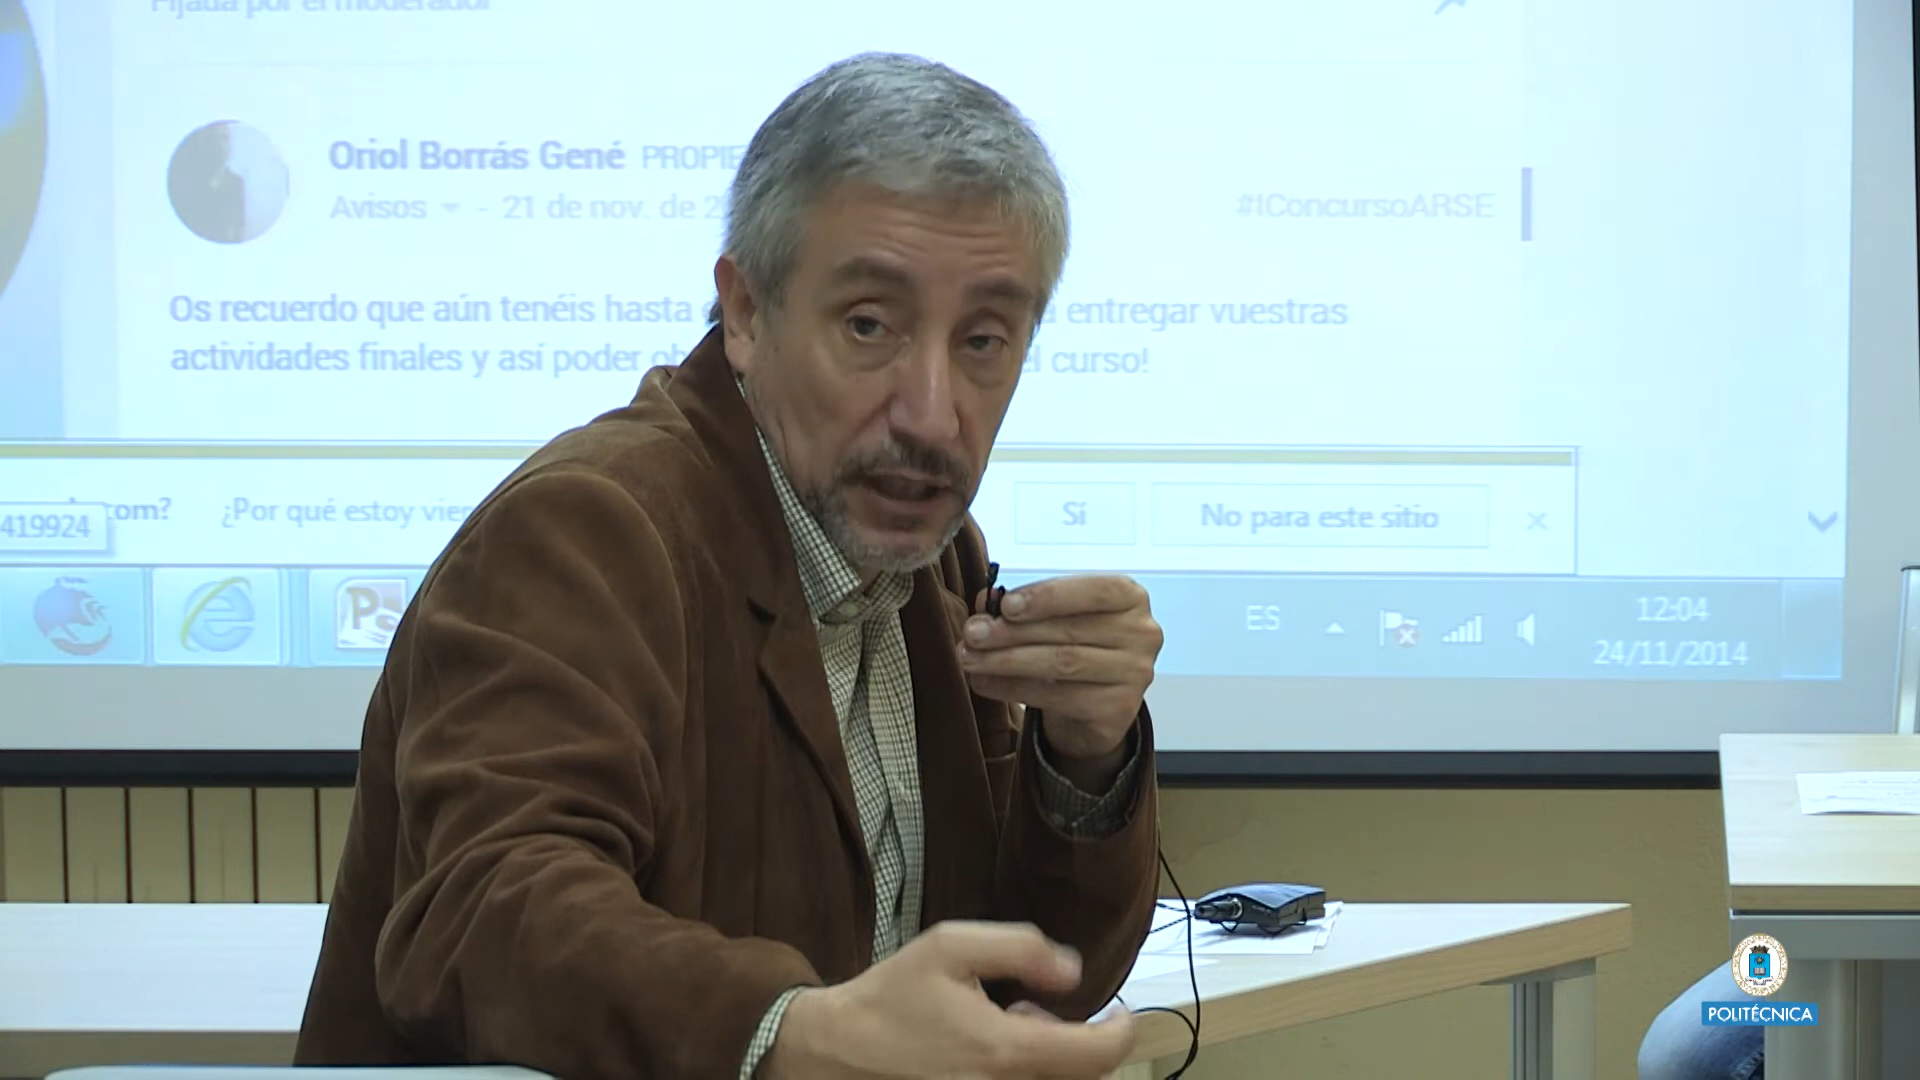 Fijada por el moderador
Oriol Borrás Gené PROPIE
Avisos - 21 de nov. de 2
#IConcursoARSE
Os recuerdo que aún tenéis hasta entregar vuestras
actividades finales y así poder el curso!
419924
com? ¿Por qué estoy vien
Sí
No para este sitio
ES
12:04
24/11/2014
POLITÉCNICA